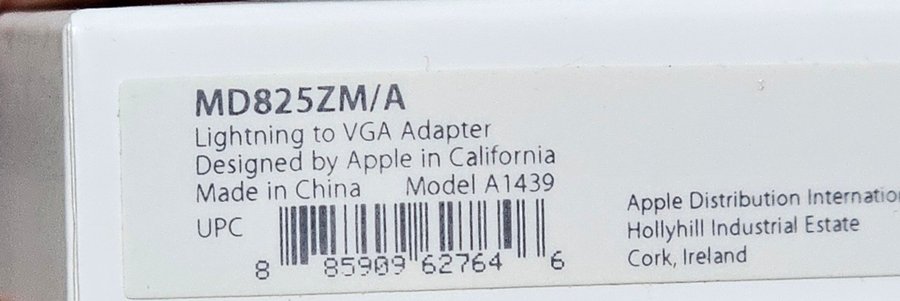 MD825ZM/A
Lightning to VGA Adapter
Designed by Apple in California
Made in China Model A1439
UPC
8 85909 62764 6
Apple Distribution Internatio
Hollyhill Industrial Estate
Cork, Ireland